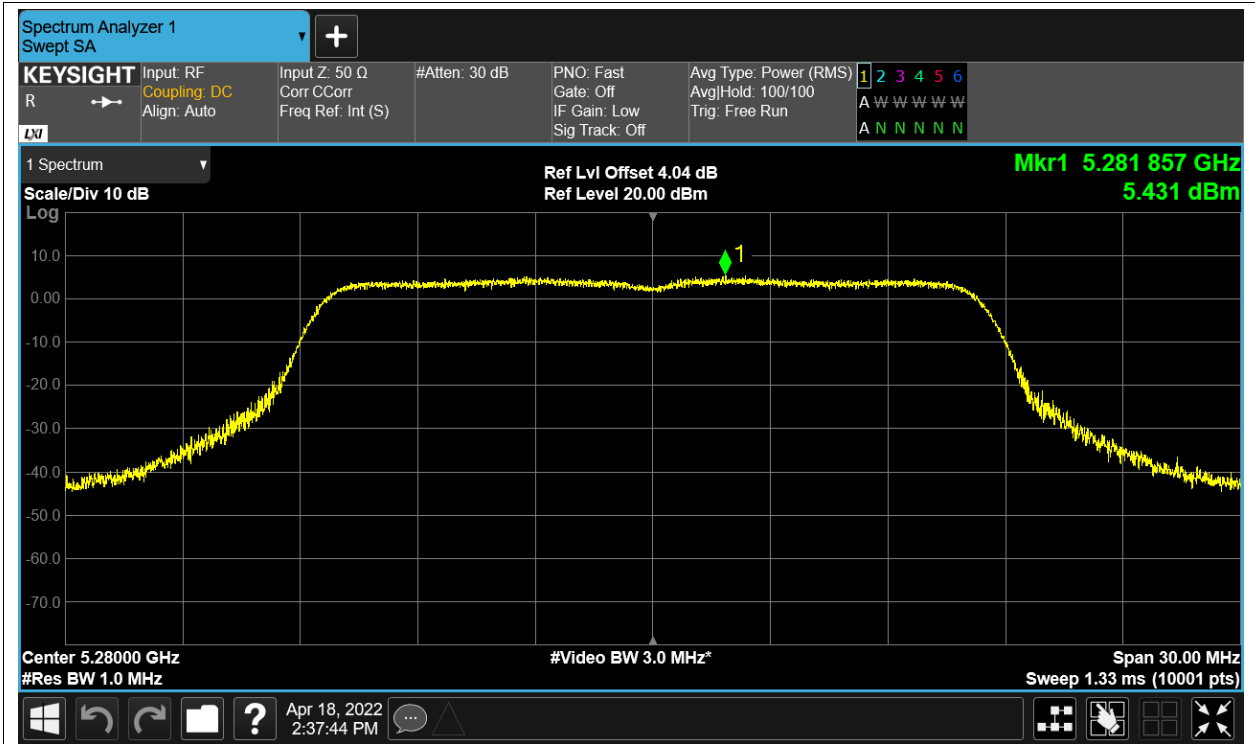 Spectrum Analyzer 1
Swept SA
+
KEYSIGHT
R
LXI
Input: RF
Coupling: DC
Align: Auto
Input Z: 50 Ω
Corr CCorr
Freq Ref: Int (S)
#Atten: 30 dB
PNO: Fast
Gate: Off
IF Gain: Low
Sig Track: Off
Avg Type: Power (RMS)
Avg|Hold: 100/100
Trig: Free Run
1 2 3 4 5 6
A W W W W W
A N N N N N
1 Spectrum
Scale/Div 10 dB
Log
Ref Lvl Offset 4.04 dB
Ref Level 20.00 dBm
Mkr1 5.281 857 GHz
5.431 dBm
1
10.0
0.00
-10.0
-20.0
-30.0
-40.0
-50.0
-60.0
-70.0
Center 5.28000 GHz
#Res BW 1.0 MHz
#Video BW 3.0 MHz*
Span 30.00 MHz
Sweep 1.33 ms (10001 pts)
?
Apr 18, 2022
2:37:44 PM